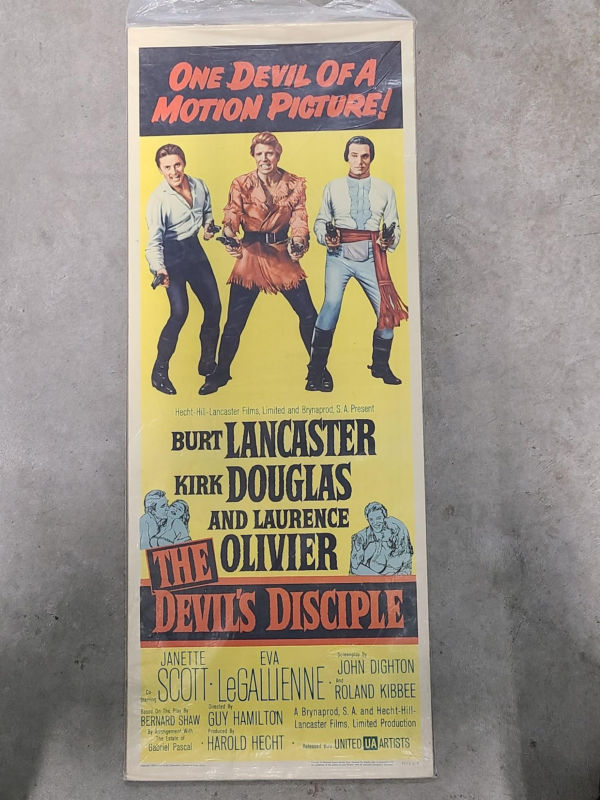 ONE DEVIL OF A
MOTION PICTURE!
Hecht-Hill-Lancaster Films, Limited and Brynaprod, S. A. Present
BURT LANCASTER
KIRK DOUGLAS
AND LAURENCE
OLIVIER
THE
DEVIL'S DISCIPLE
Co-Starring JANETTE SCOTT · EVA LeGALLIENNE ·
Screenplay By JOHN DIGHTON
And ROLAND KIBBEE
Based On The Play By
BERNARD SHAW
By Arrangement With
The Estate of
Gabriel Pascal
Directed By
GUY HAMILTON
Produced By
HAROLD HECHT
A Brynaprod, S. A. and Hecht-Hill-
Lancaster Films, Limited Production
Released thru UNITED UA ARTISTS